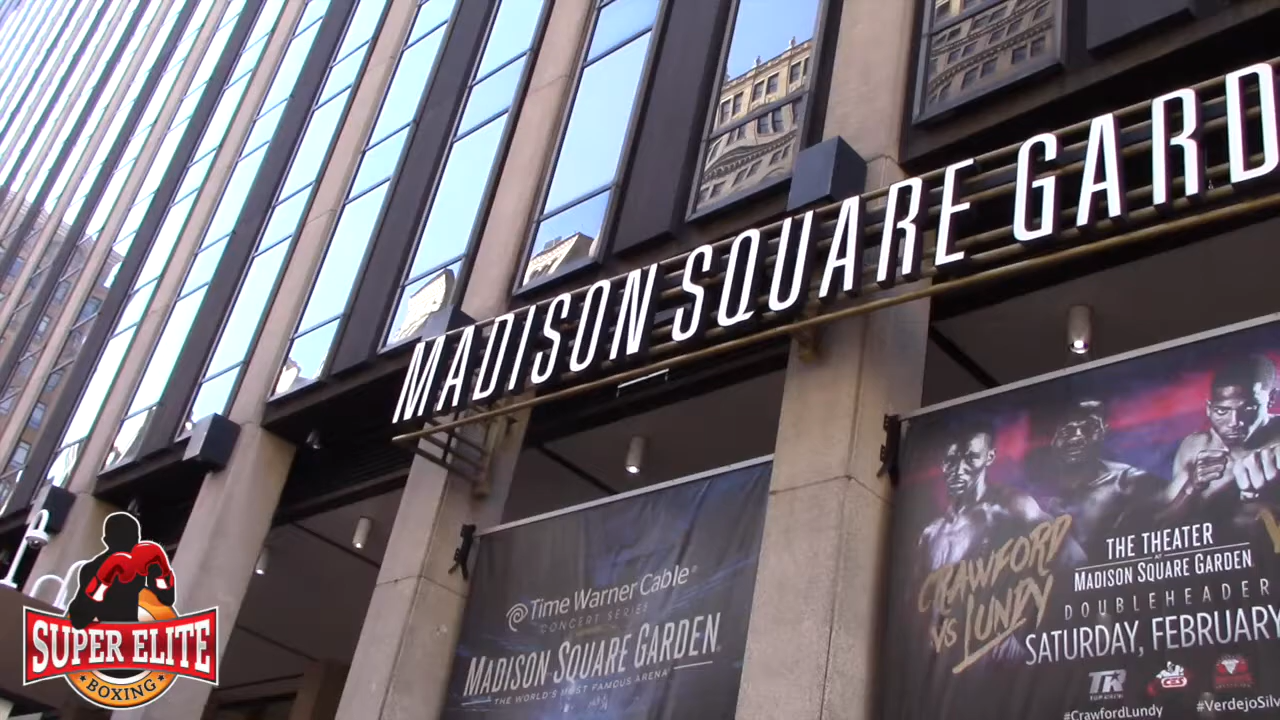 MADISON SQUARE GARD
Time Warner Cable®
CONCERT SERIES
MADISON SQUARE GARDEN®
THE WORLD'S MOST FAMOUS ARENA
CRAWFORD
VS LUNDY
THE THEATER
AT
MADISON SQUARE GARDEN
DOUBLEHEADER
SATURDAY, FEBRUARY
TR
#CrawfordLundy
#VerdejoSilv
SUPER ELITE
BOXING